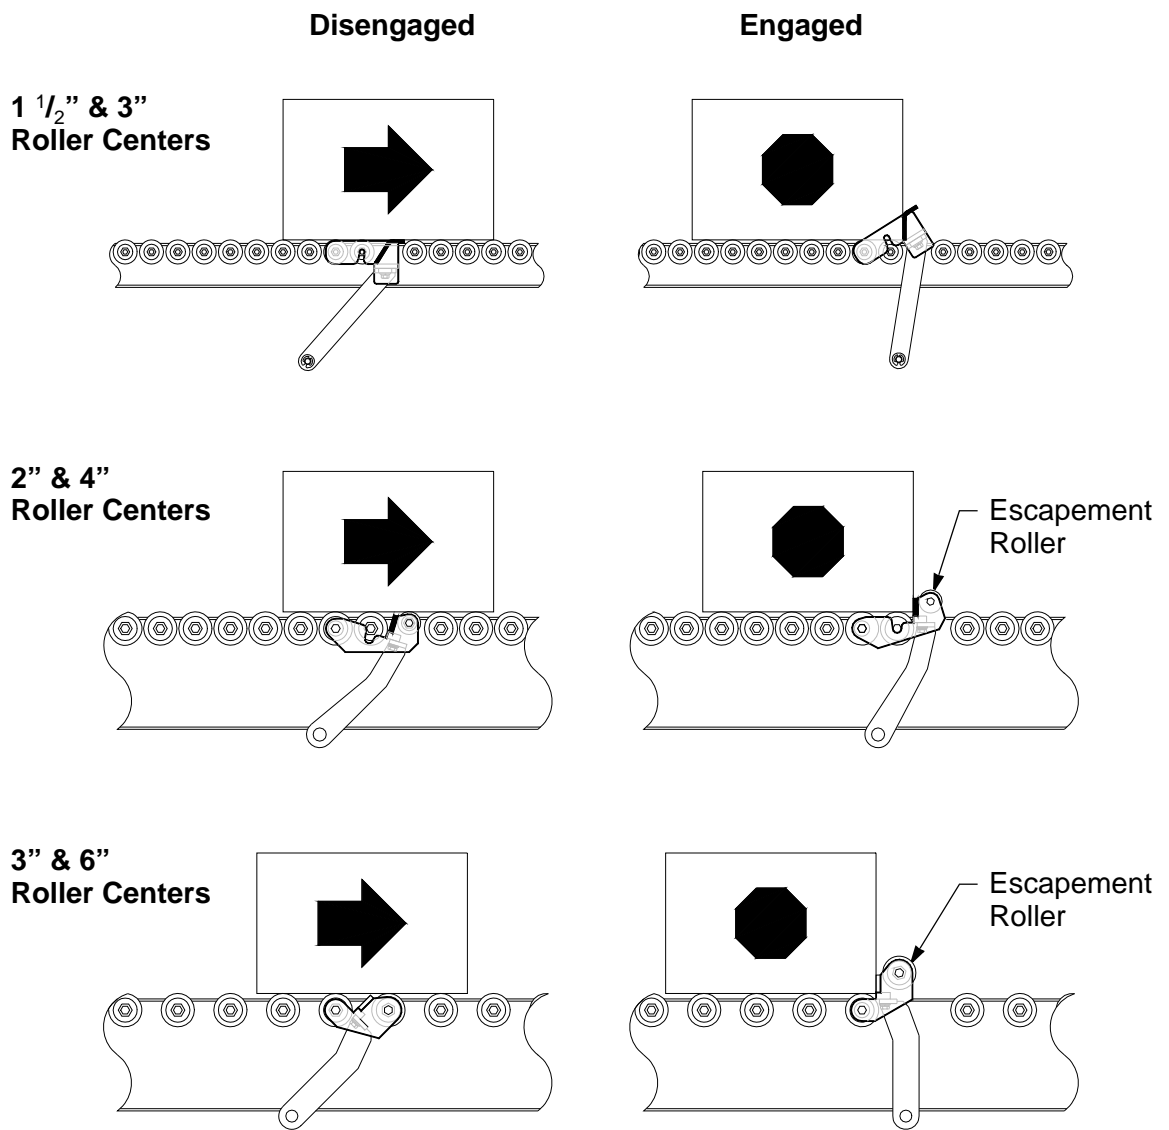 Disengaged
Engaged
1 1/2” & 3”
Roller Centers
2” & 4”
Roller Centers
Escapement
Roller
3” & 6”
Roller Centers
Escapement
Roller